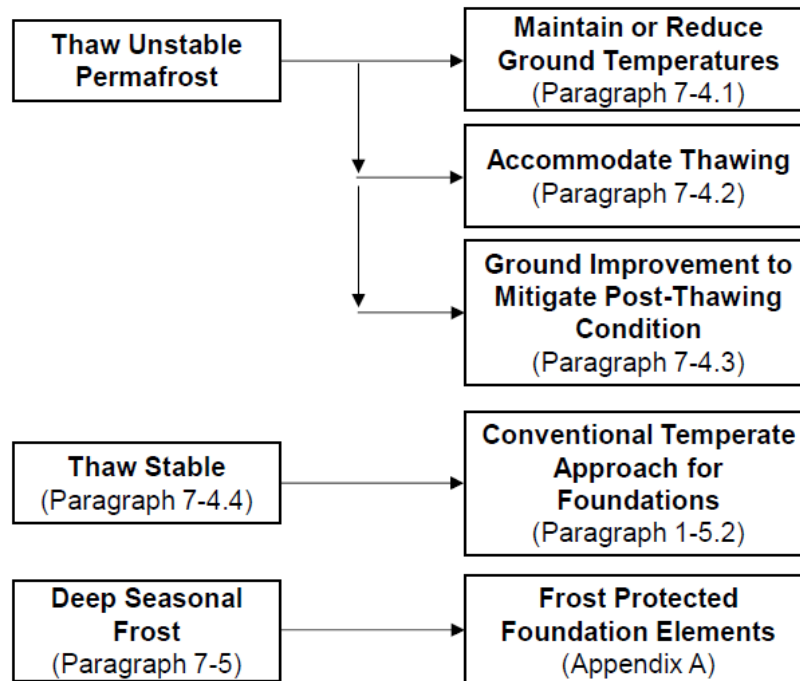 Thaw Unstable
Permafrost
Maintain or Reduce
Ground Temperatures
(Paragraph 7-4.1)
Accommodate Thawing
(Paragraph 7-4.2)
Ground Improvement to
Mitigate Post-Thawing
Condition
(Paragraph 7-4.3)
Thaw Stable
(Paragraph 7-4.4)
Conventional Temperate
Approach for
Foundations
(Paragraph 1-5.2)
Deep Seasonal
Frost
(Paragraph 7-5)
Frost Protected
Foundation Elements
(Appendix A)